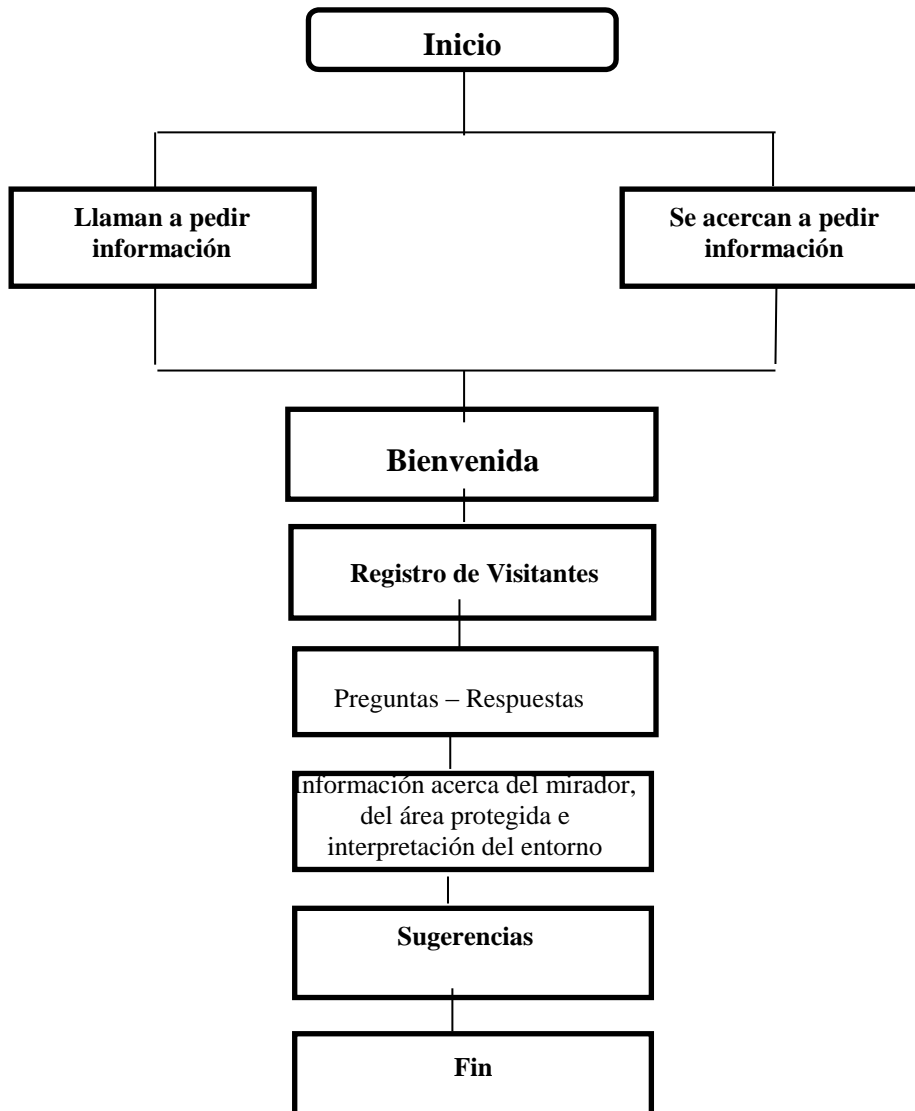 Inicio
Llaman a pedir
información
Se acercan a pedir
información
Bienvenida
Registro de Visitantes
Preguntas – Respuestas
Información acerca del mirador,
del área protegida e
interpretación del entorno
Sugerencias
Fin